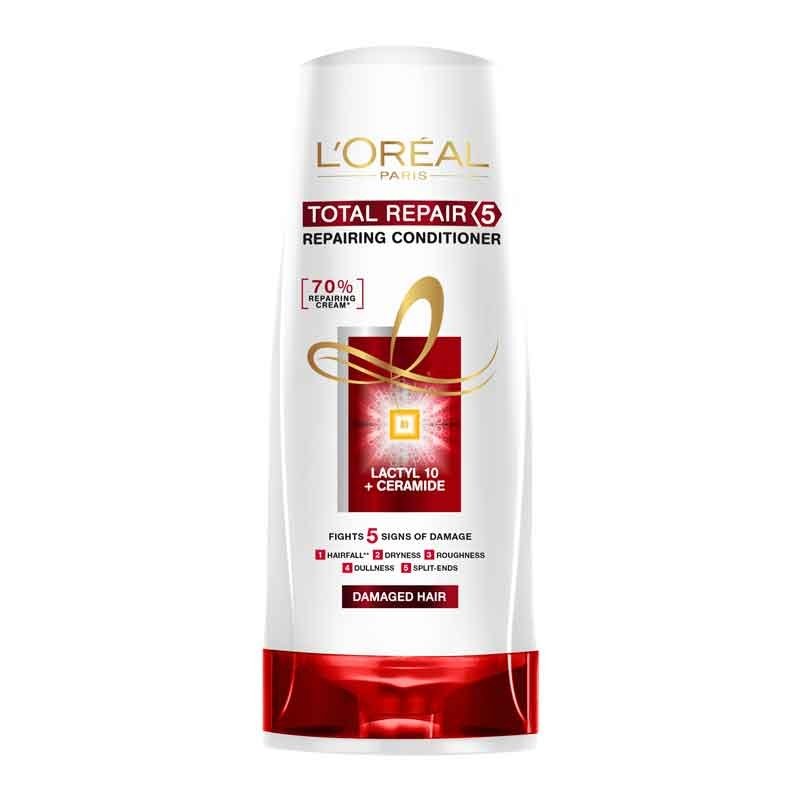 L'ORÉAL
PARIS
TOTAL REPAIR 5
REPAIRING CONDITIONER
70%
REPAIRING
CREAM*
LACTYL 10
+ CERAMIDE
FIGHTS 5 SIGNS OF DAMAGE
1 HAIRFALL** 2 DRYNESS 3 ROUGHNESS
4 DULLNESS 5 SPLIT-ENDS
DAMAGED HAIR